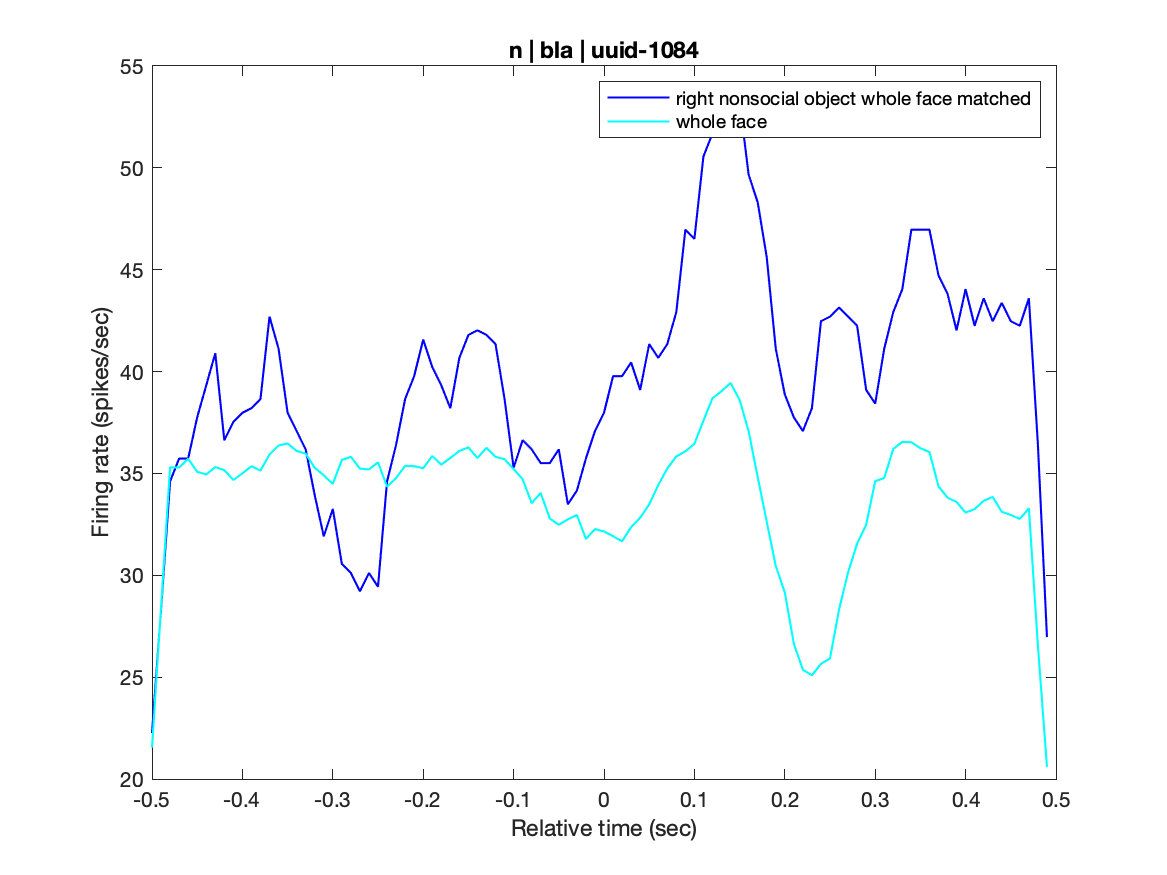 n | bla | uuid-1084
55
50
45
40
35
30
25
20
right nonsocial object whole face matched
whole face
Firing rate (spikes/sec)
-0.5 -0.4 -0.3 -0.2 -0.1 0 0.1 0.2 0.3 0.4 0.5
Relative time (sec)